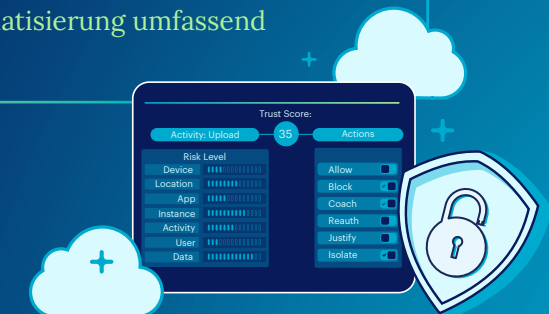 atisierung umfassend
Trust Score:
Activity: Upload
35
Actions
Risk Level
Device
Location
App
Instance
Activity
User
Data
Allow
Block
Coach
Reauth
Justify
Isolate